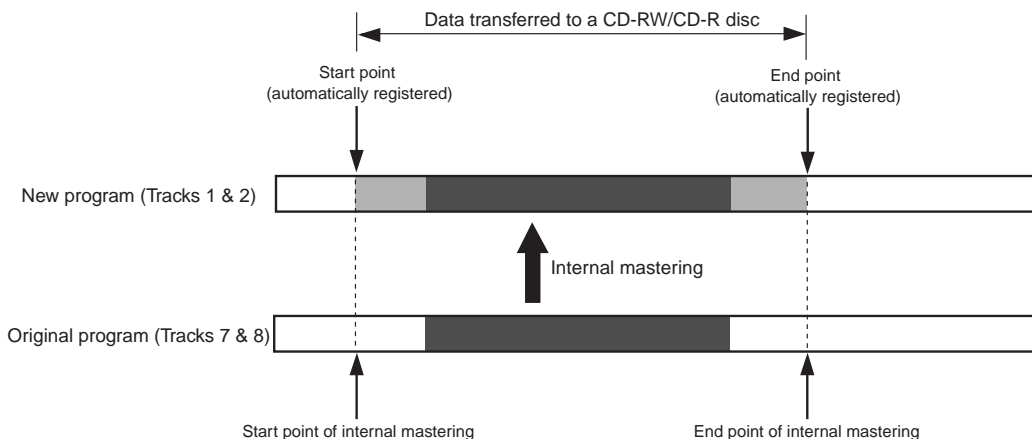 Data transferred to a CD-RW/CD-R disc
Start point
(automatically registered)
End point
(automatically registered)
New program (Tracks 1 & 2)
Internal mastering
Original program (Tracks 7 & 8)
Start point of internal mastering
End point of internal mastering